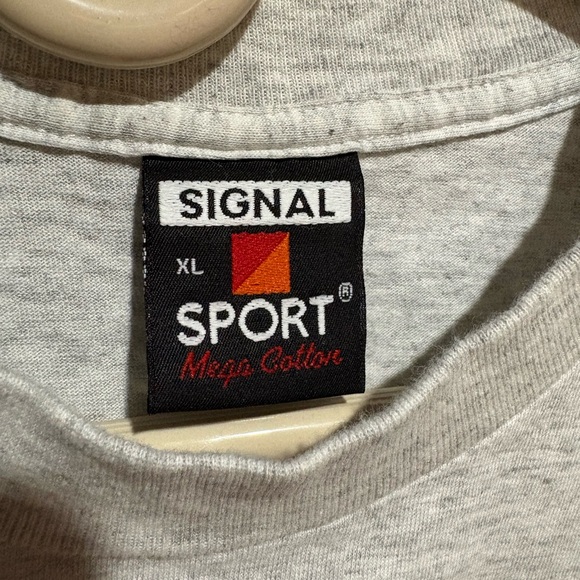 SIGNAL
XL
SPORT®
Mega Cotton